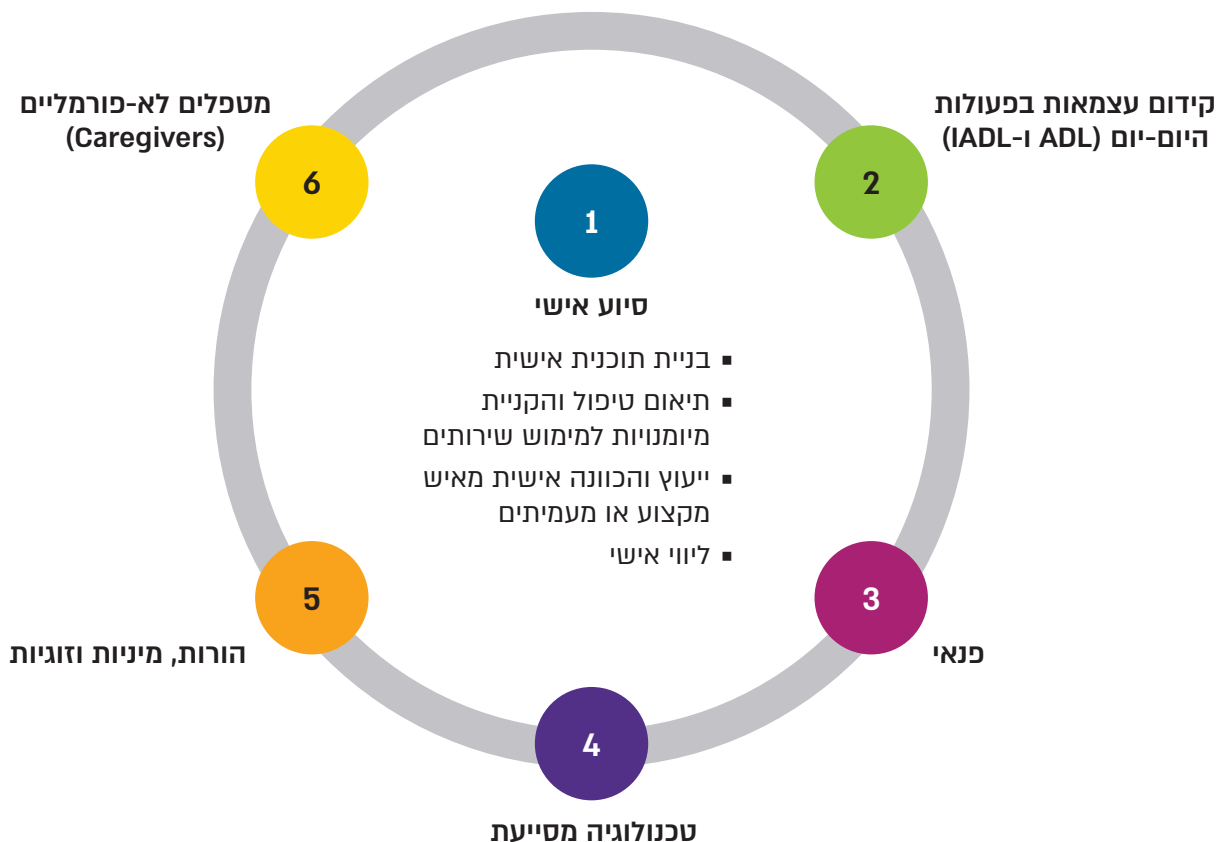 1
סיוע אישי
▪ בניית תוכנית אישית
▪ תיאום טיפול והקניית
מיומנויות למימוש שירותים
▪ ייעוץ והכוונה אישית מאיש
מקצוע או מעמיתים
▪ ליווי אישי
קידום עצמאות בפעולות
היום-יום (ADL ו-IADL)
2
3
פנאי
4
טכנולוגיה מסייעת
5
הורות, מיניות וזוגיות
מטפלים לא-פורמליים
(Caregivers)
6